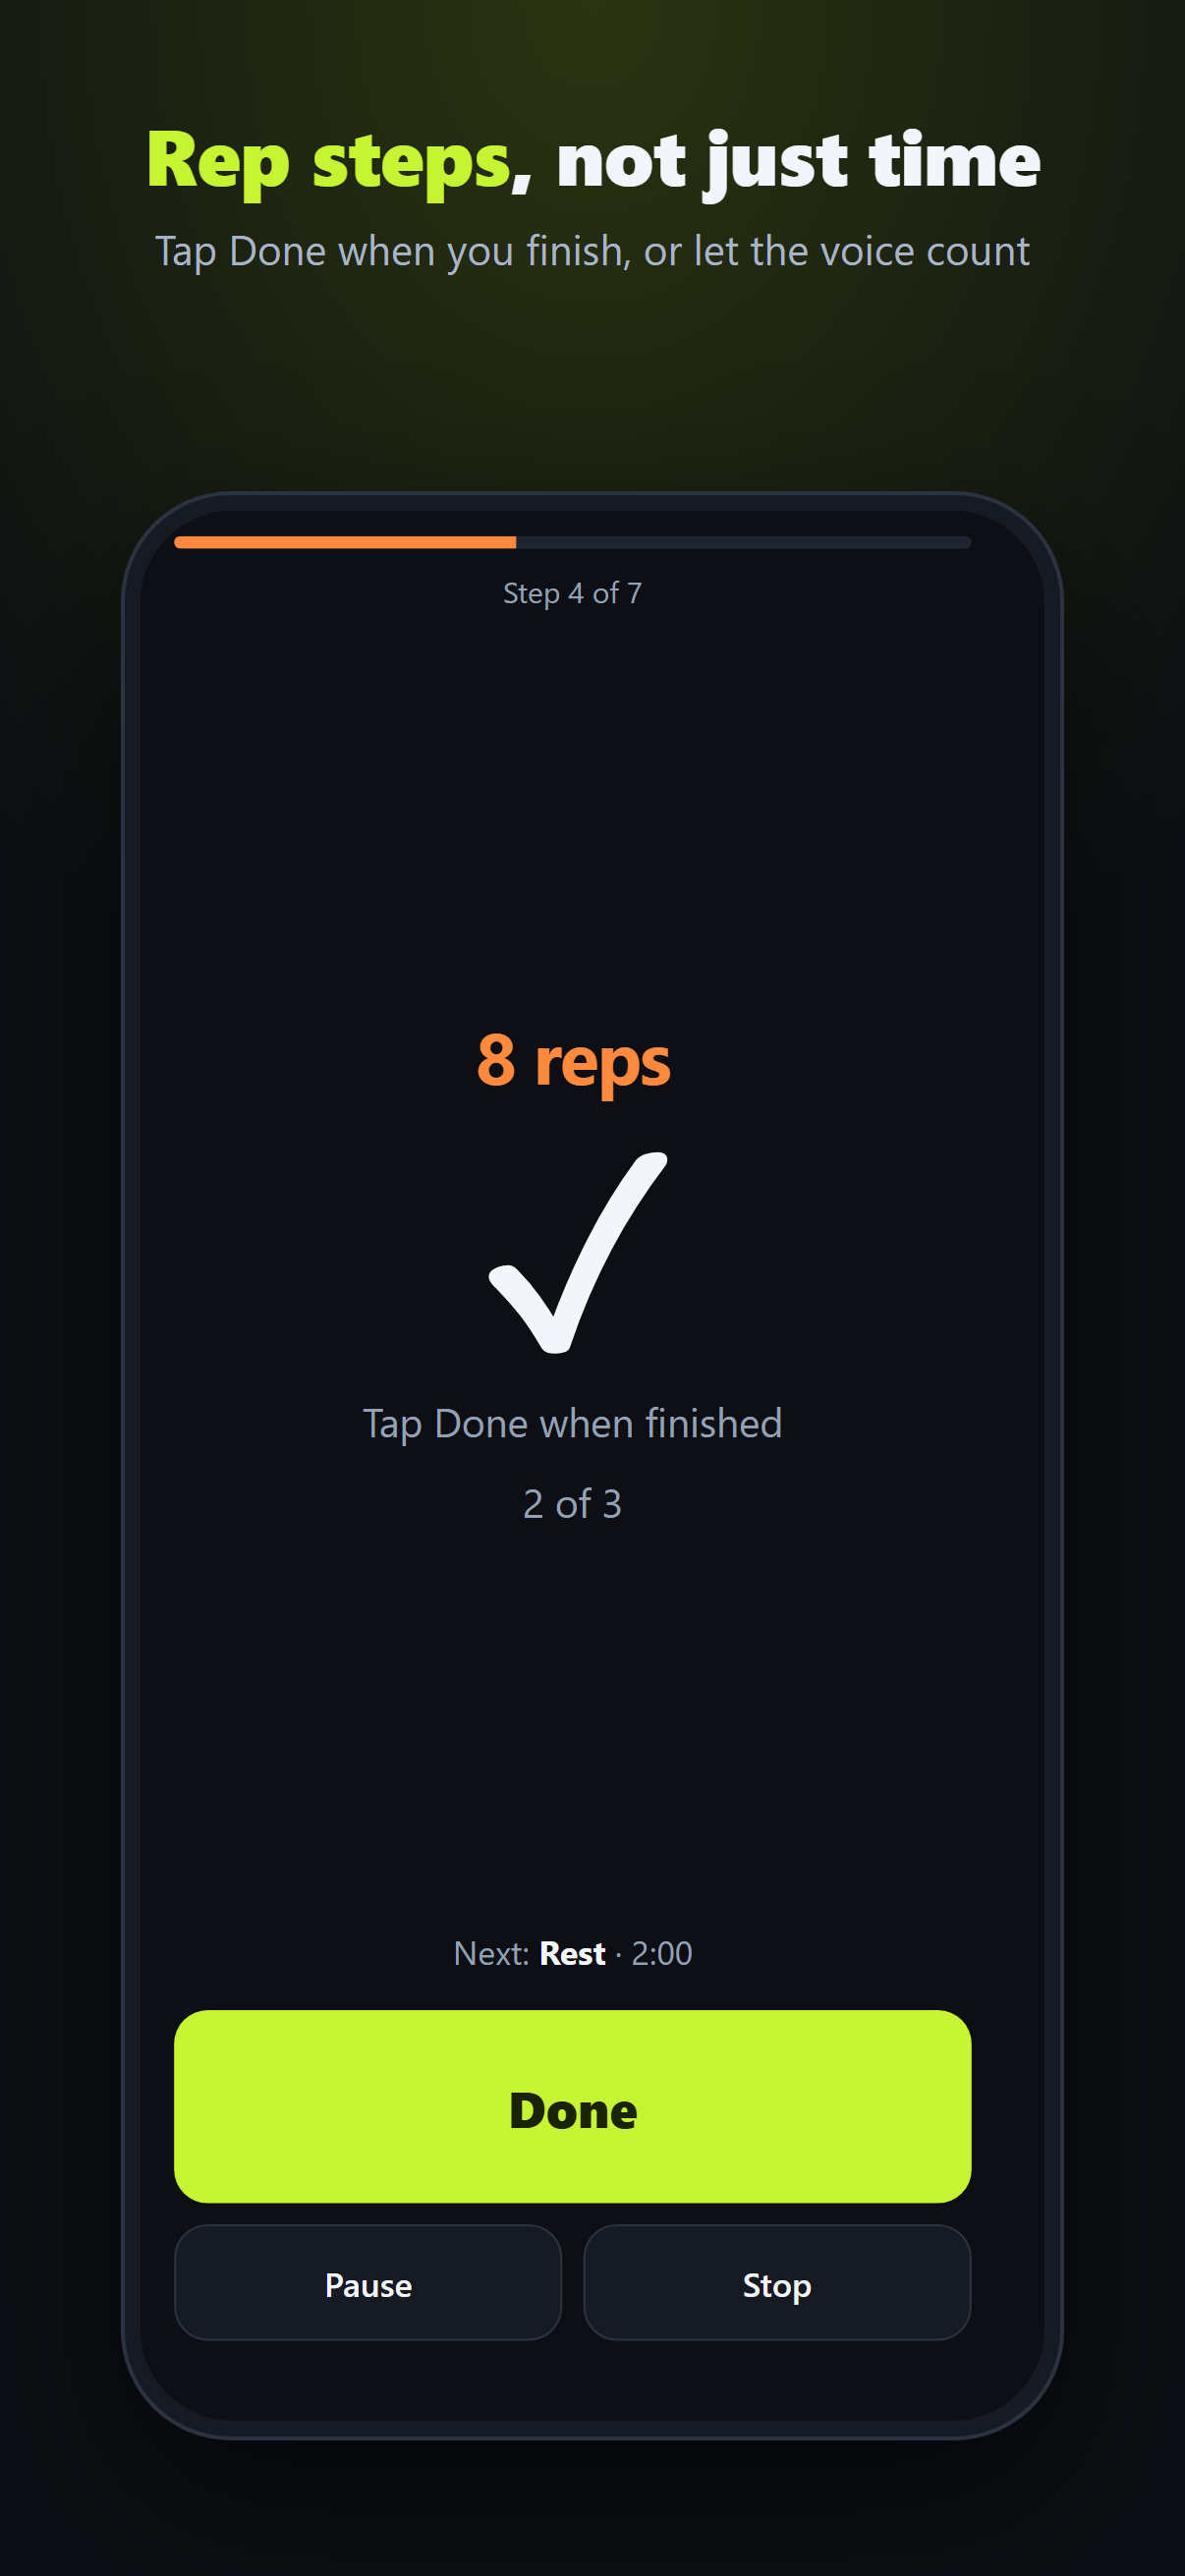 Rep steps, not just time
Tap Done when you finish, or let the voice count
Step 4 of 7
8 reps
Tap Done when finished
2 of 3
Next: Rest · 2:00
Done
Pause
Stop